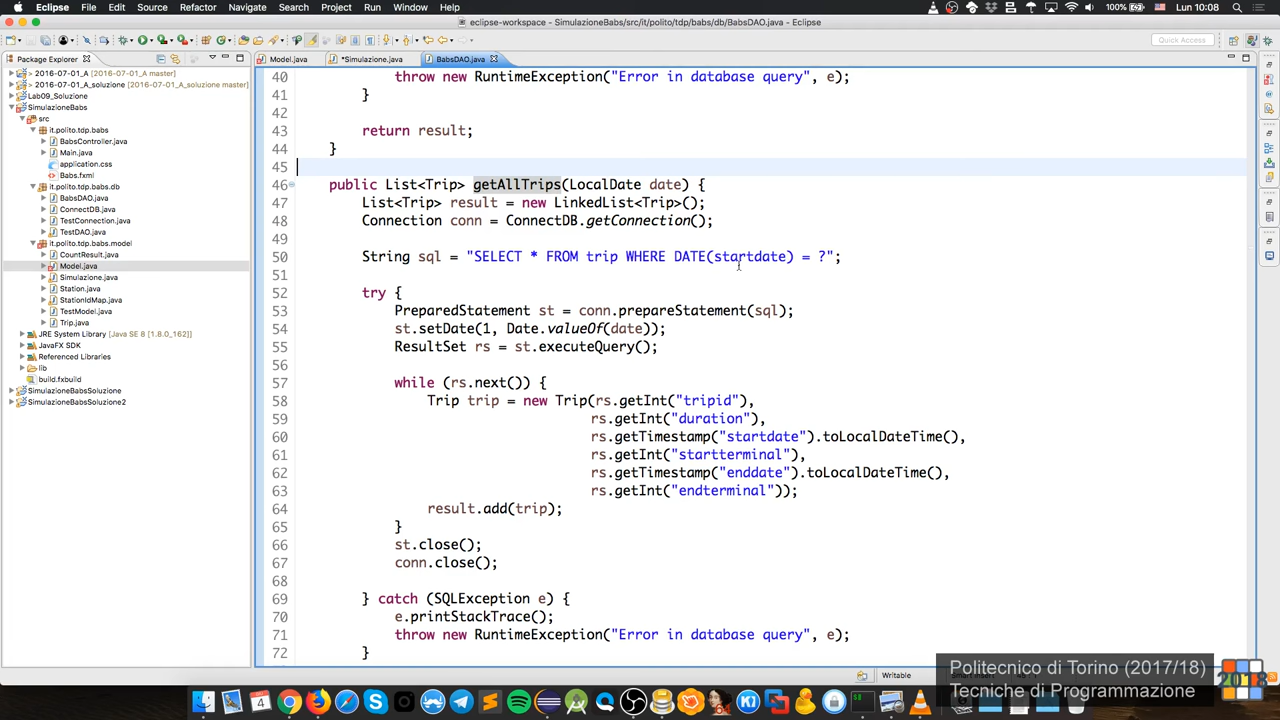 Eclipse File Edit Source Refactor Navigate Search Project Run Window Help 100% Lun 10:08
eclipse-workspace - SimulazioneBabs/src/it/polito/tdp/babs/db/BabsDAO.java - Eclipse
Quick Access
Package Explorer
Model.java
*Simulazione.java
BabsDAO.java
2016-07-01_A [2016-07-01_A master]
2016-07-01_A_soluzione [2016-07-01_A_soluzione master]
Lab09_Soluzione
SimulazioneBabs
src
it.polito.tdp.babs
BabsController.java
Main.java
application.css
Babs.fxml
it.polito.tdp.babs.db
BabsDAO.java
ConnectDB.java
TestConnection.java
TestDAO.java
it.polito.tdp.babs.model
CountResult.java
Model.java
Simulazione.java
Station.java
StationIdMap.java
TestModel.java
Trip.java
JRE System Library [Java SE 8 [1.8.0_162]]
JavaFX SDK
Referenced Libraries
lib
build.fxbuild
SimulazioneBabsSoluzione
SimulazioneBabsSoluzione2
40 throw new RuntimeException("Error in database query", e);
41 }
42
43 return result;
44 }
45
46 public List<Trip> getAllTrips(LocalDate date) {
47 List<Trip> result = new LinkedList<Trip>();
48 Connection conn = ConnectDB.getConnection();
49
50 String sql = "SELECT * FROM trip WHERE DATE(startdate) = ?";
51
52 try {
53 PreparedStatement st = conn.prepareStatement(sql);
54 st.setDate(1, Date.valueOf(date));
55 ResultSet rs = st.executeQuery();
56
57 while (rs.next()) {
58 Trip trip = new Trip(rs.getInt("tripid"),
59 rs.getInt("duration"),
60 rs.getTimestamp("startdate").toLocalDateTime(),
61 rs.getInt("startterminal"),
62 rs.getTimestamp("enddate").toLocalDateTime(),
63 rs.getInt("endterminal"));
64 result.add(trip);
65 }
66 st.close();
67 conn.close();
68
69 } catch (SQLException e) {
70 e.printStackTrace();
71 throw new RuntimeException("Error in database query", e);
72 }
Writable
Politecnico di Torino (2017/18)
Tecniche di Programmazione
2018